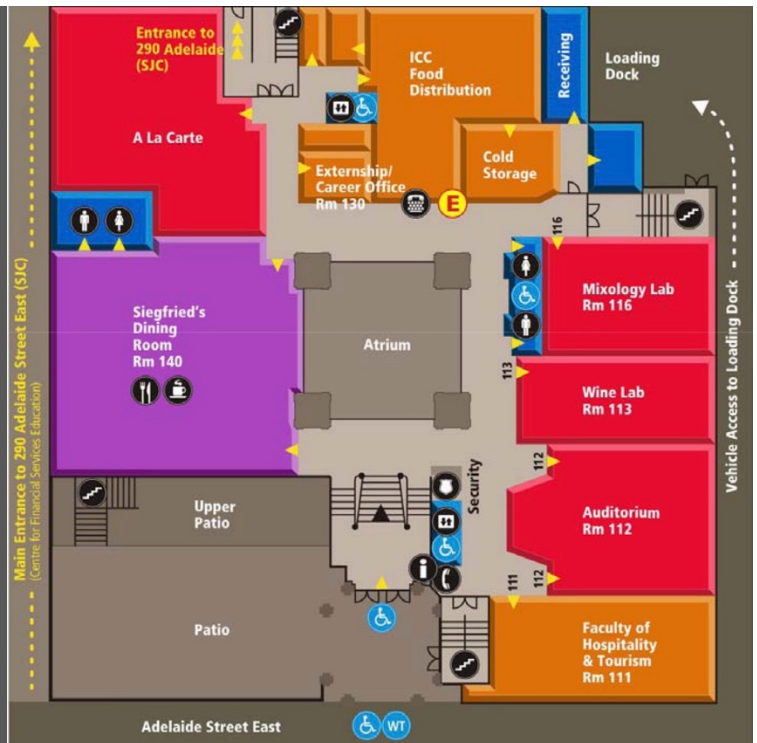 Entrance to
290 Adelaide
(SJC)
ICC
Food
Distribution
Receiving
Loading
Dock
A La Carte
Externship/
Career Office
Rm 130
Cold
Storage
E
116
Main Entrance to 290 Adelaide Street East (SJC)
(Centre for Financial Services Education)
Siegfried's
Dining
Room
Rm 140
Atrium
Mixology Lab
Rm 116
113
Wine Lab
Rm 113
Vehicle Access to Loading Dock
112
Security
Auditorium
Rm 112
Upper
Patio
i
111
112
Patio
Faculty of
Hospitality
& Tourism
Rm 111
Adelaide Street East
WT